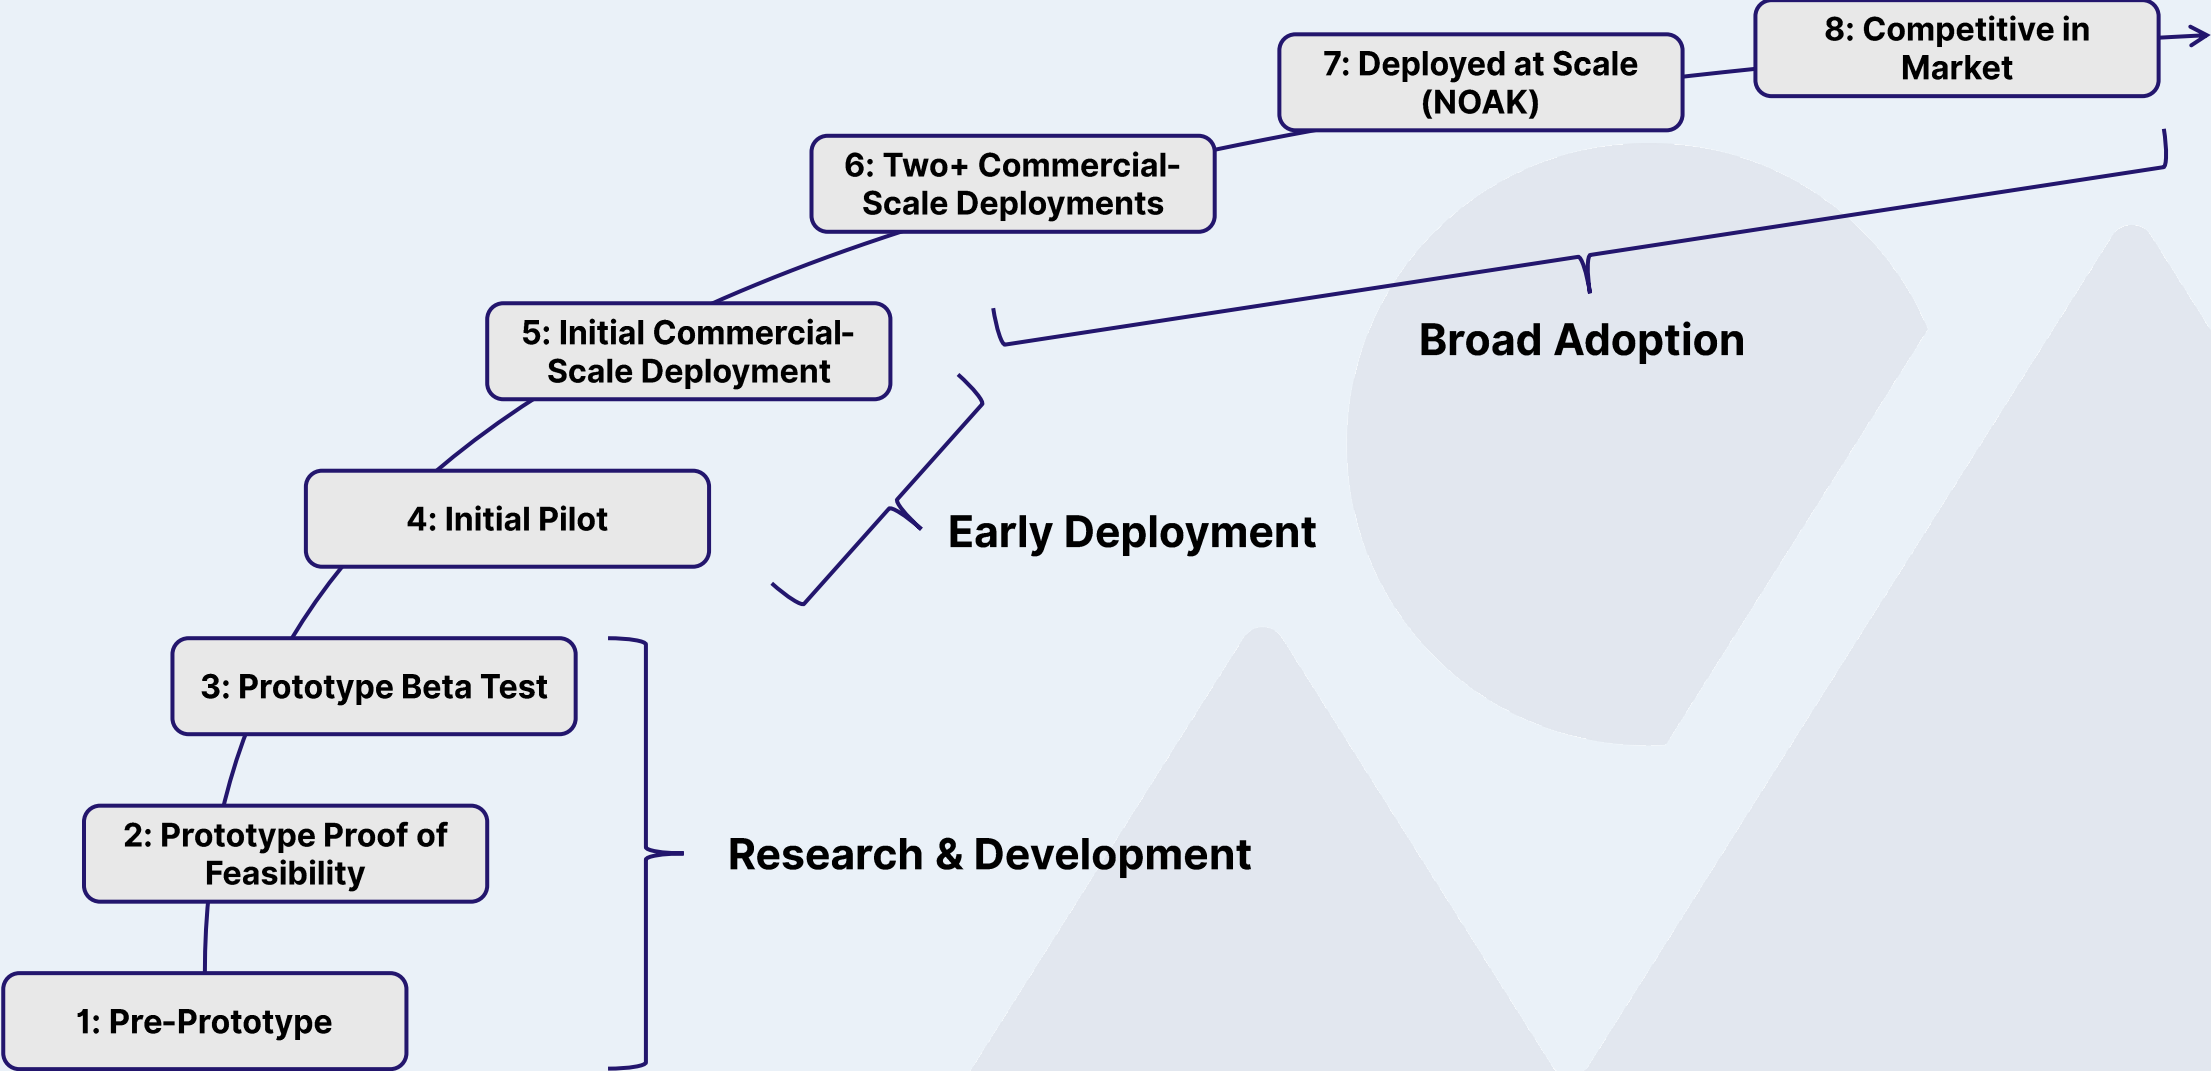 8: Competitive in
Market
7: Deployed at Scale
(NOAK)
6: Two+ Commercial-
Scale Deployments
5: Initial Commercial-
Scale Deployment
Broad Adoption
4: Initial Pilot
Early Deployment
3: Prototype Beta Test
2: Prototype Proof of
Feasibility
Research & Development
1: Pre-Prototype